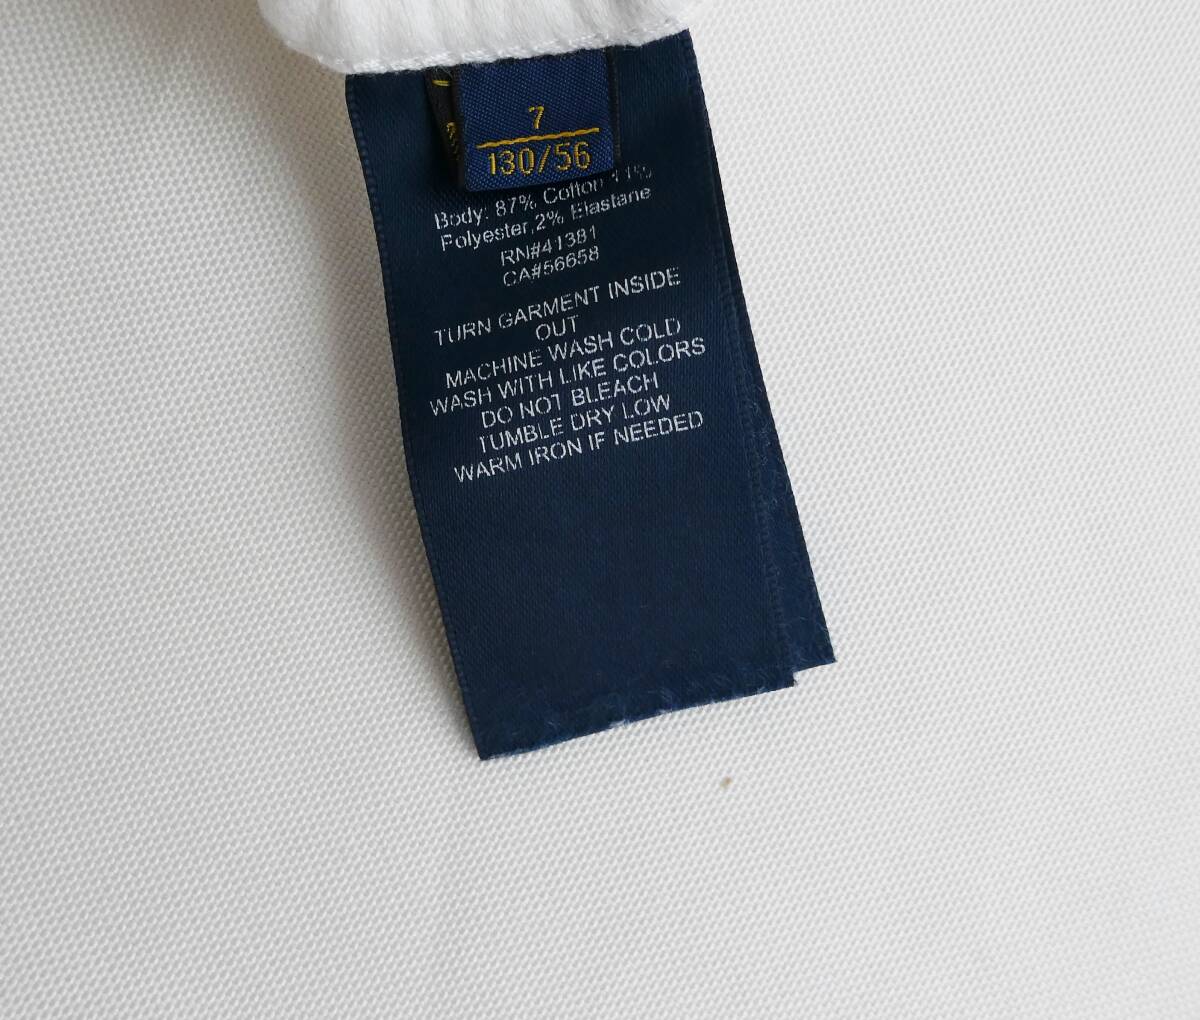 7
130/56
Body: 87% Cotton 11%
Polyester,2% Elastane
RN#41381
CA#56658
TURN GARMENT INSIDE
OUT
MACHINE WASH COLD
WASH WITH LIKE COLORS
DO NOT BLEACH
TUMBLE DRY LOW
WARM IRON IF NEEDED